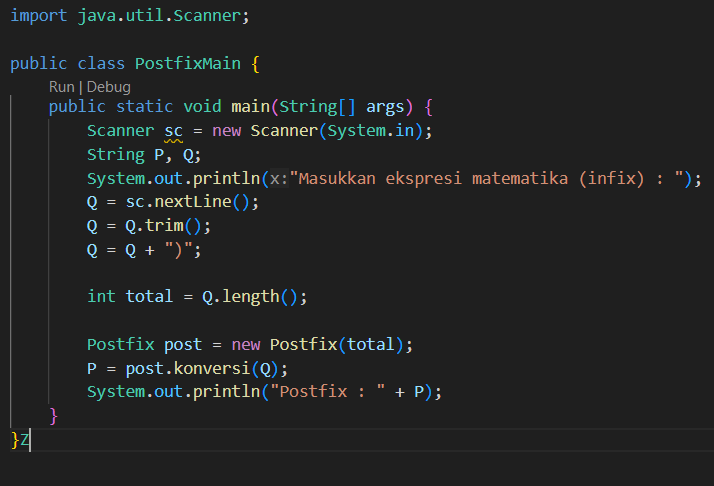 import java.util.Scanner;
public class PostfixMain {
Run | Debug
public static void main(String[] args) {
Scanner sc = new Scanner(System.in);
String P, Q;
System.out.println(x:"Masukkan ekspresi matematika (infix) : ");
Q = sc.nextLine();
Q = Q.trim();
Q = Q + ")";
int total = Q.length();
Postfix post = new Postfix(total);
P = post.konversi(Q);
System.out.println("Postfix : " + P);
}
}Z